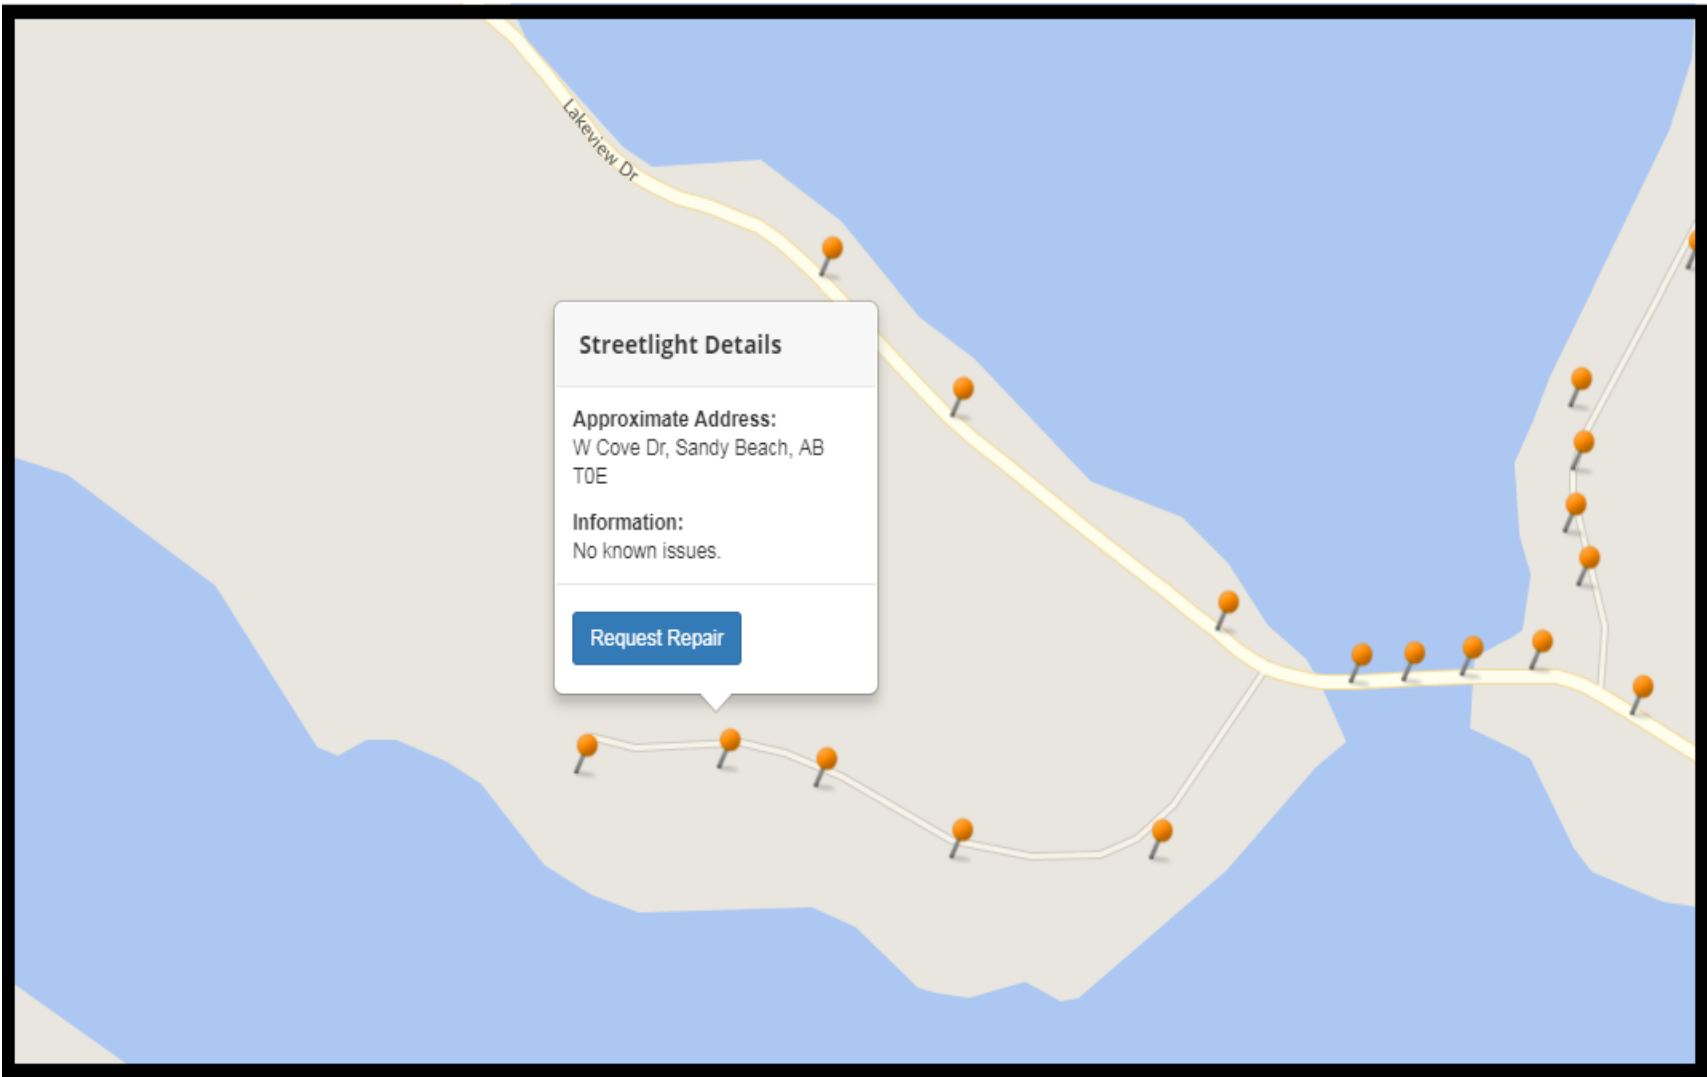 Lakeview Dr
Streetlight Details
Approximate Address:
W Cove Dr, Sandy Beach, AB
T0E
Information:
No known issues.
Request Repair